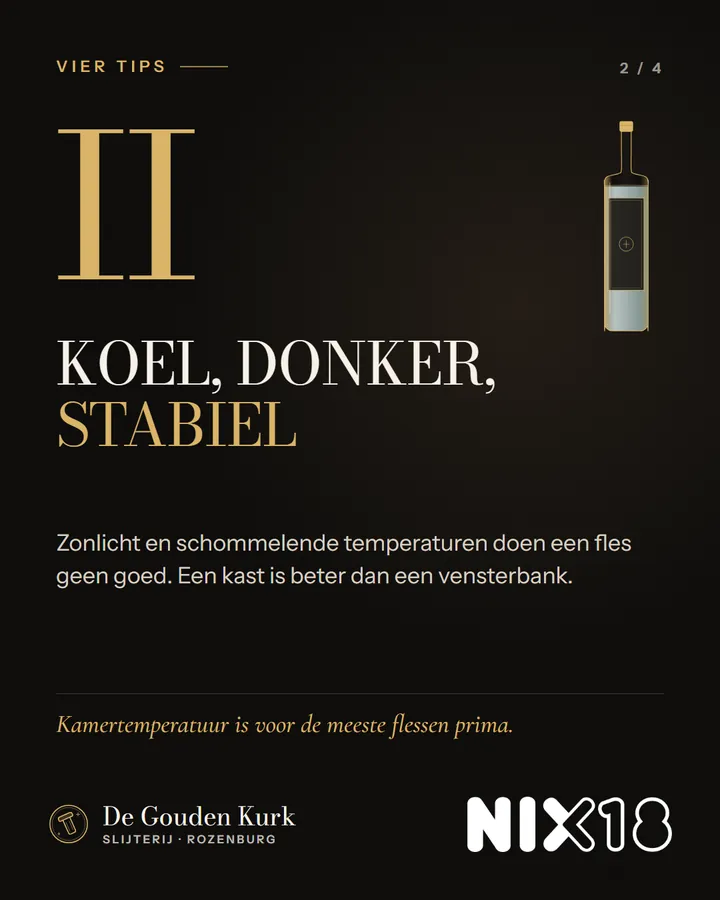 VIER TIPS
2 / 4
II
KOEL, DONKER,
STABIEL
Zonlicht en schommelende temperaturen doen een fles
geen goed. Een kast is beter dan een vensterbank.
Kamertemperatuur is voor de meeste flessen prima.
De Gouden Kurk
SLIJTERIJ · ROZENBURG
NIX18